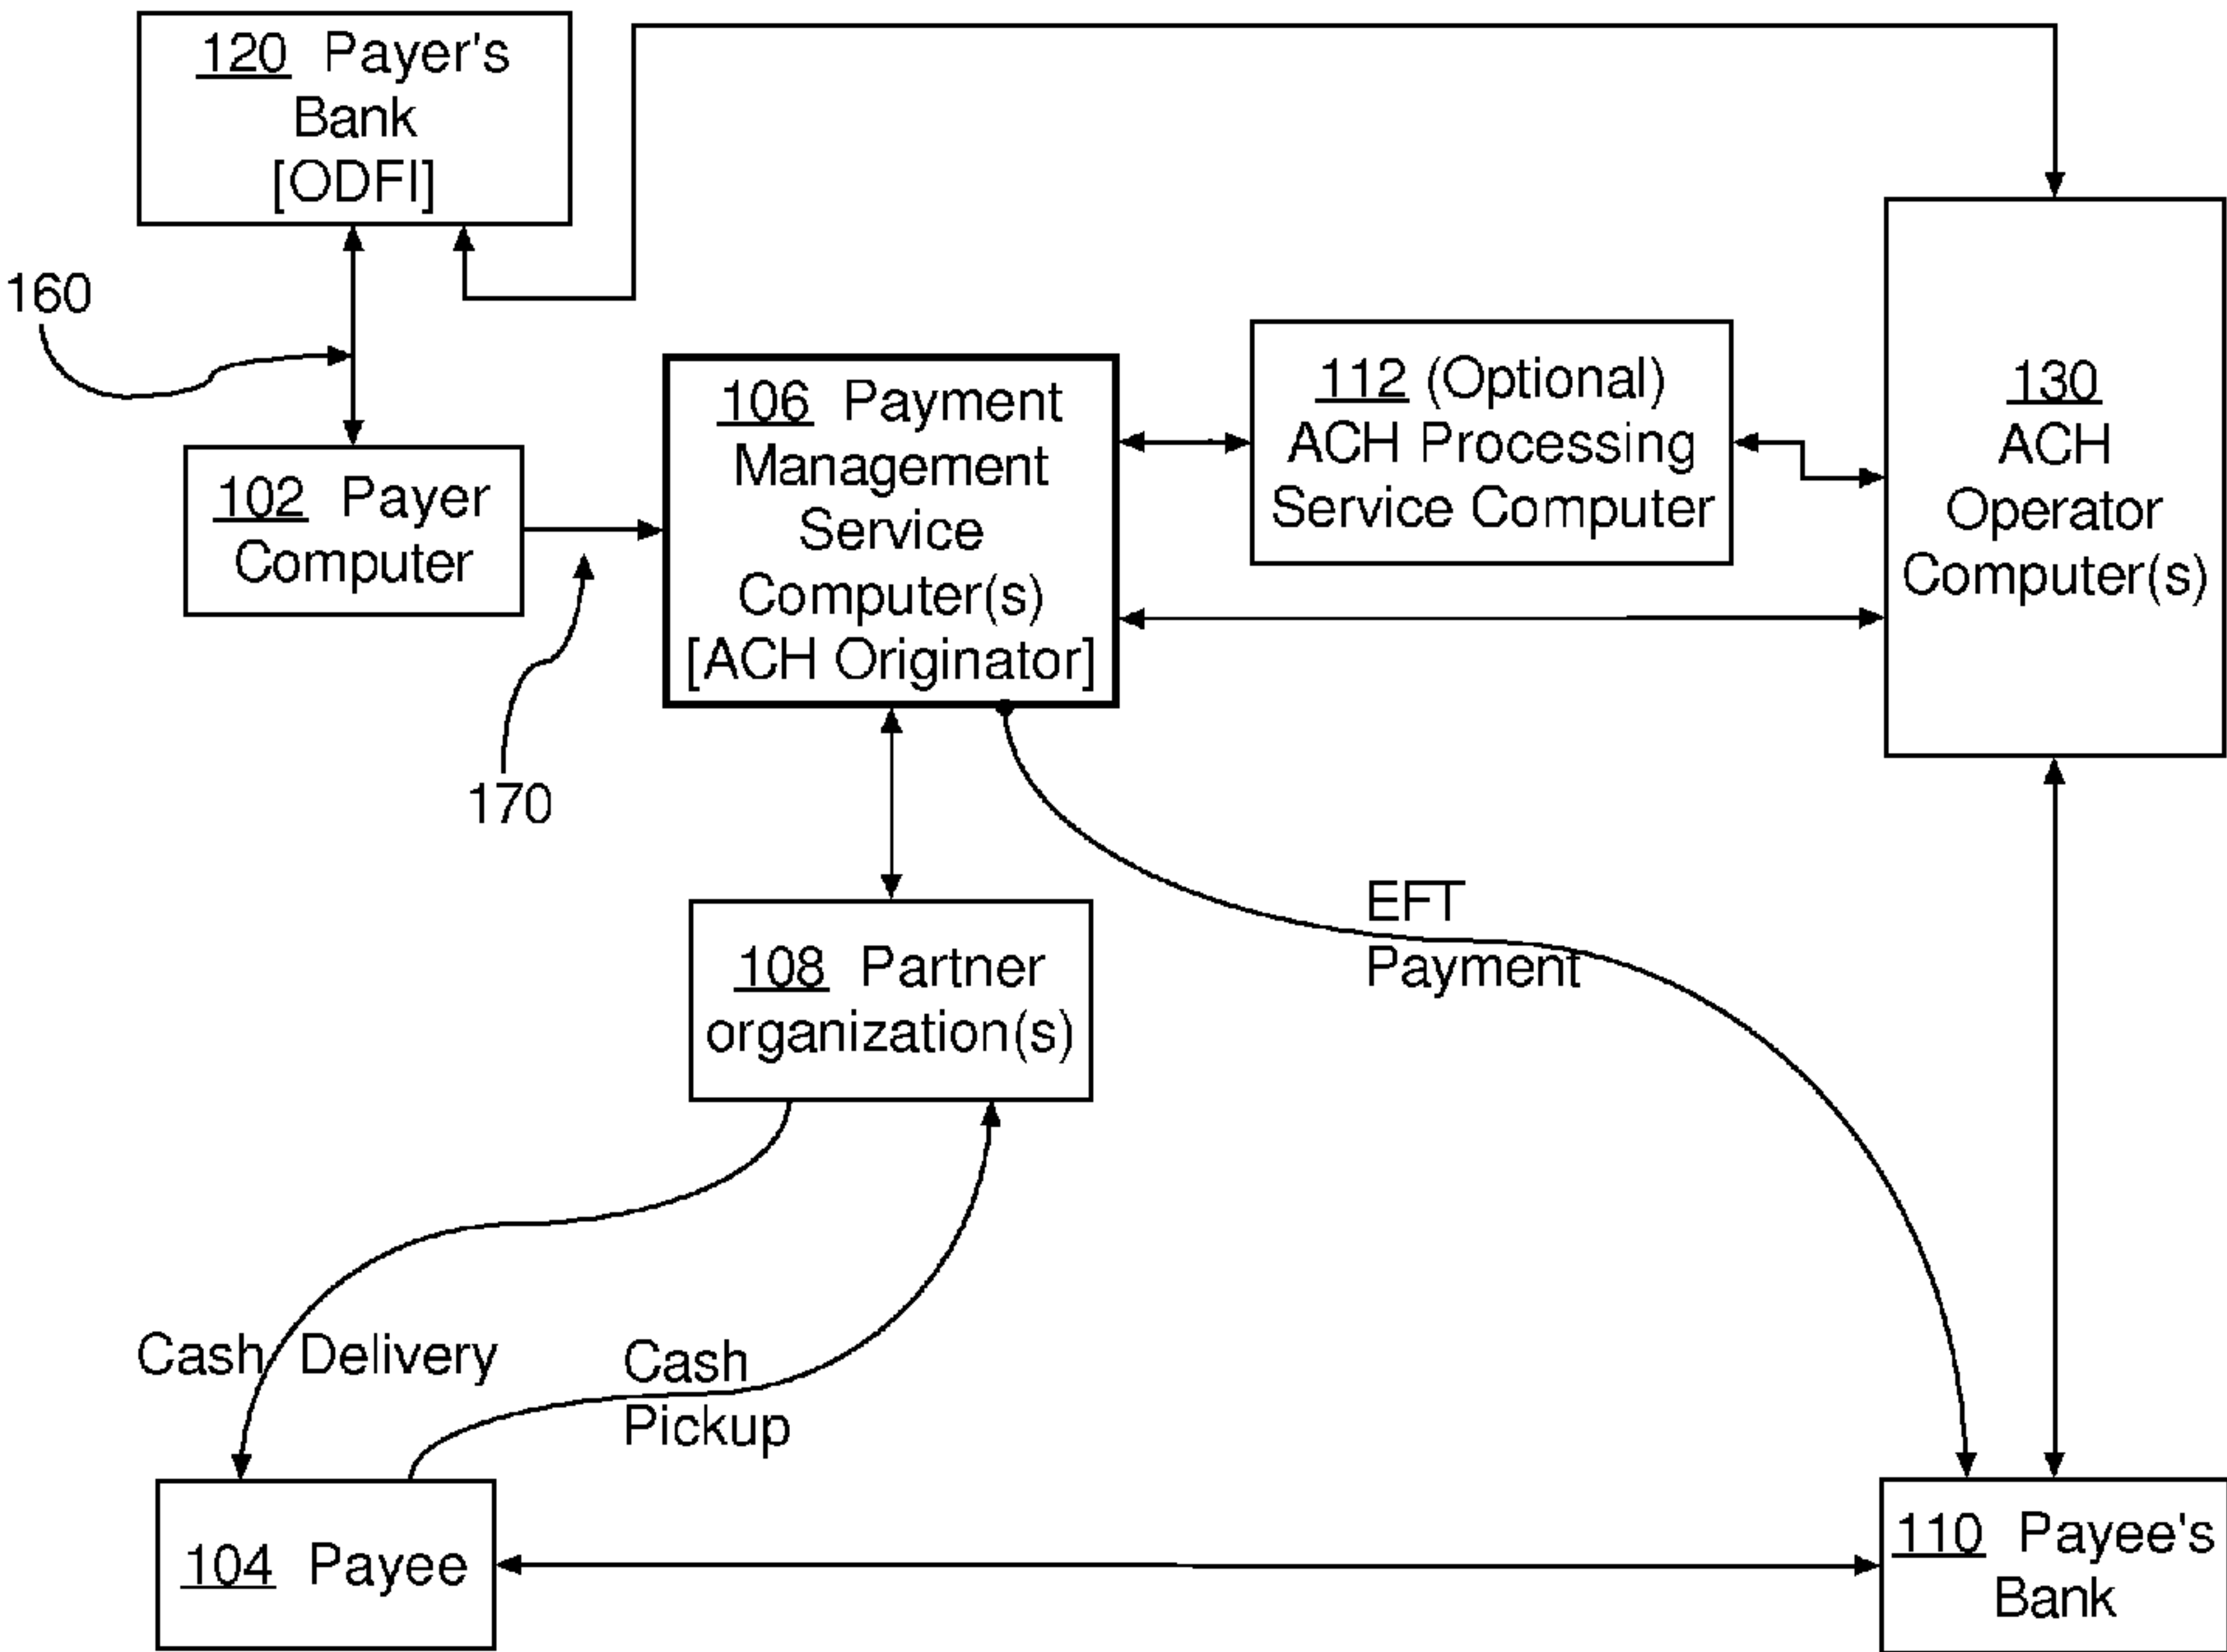 120 Payer's
Bank
[ODFI]
160
102 Payer
Computer
170
106 Payment
Management
Service
Computer(s)
[ACH Originator]
112 (Optional)
ACH Processing
Service Computer
130
ACH
Operator
Computer(s)
108 Partner
organization(s)
EFT
Payment
Cash Delivery
Cash
Pickup
104 Payee
110 Payee's
Bank